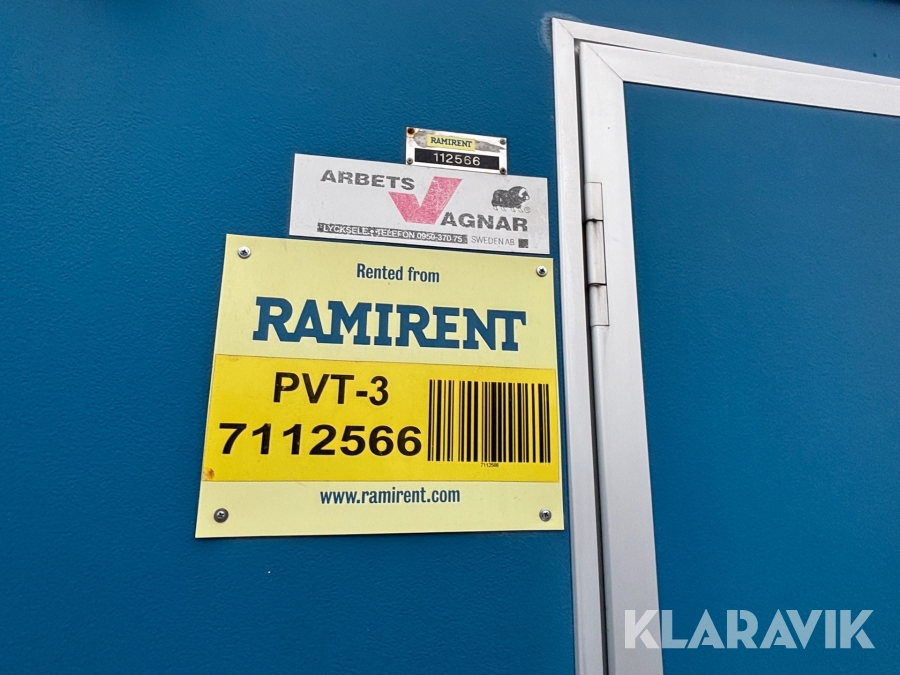 RAMIRENT
112566
ARBETS
VAGNAR
LYCKSELE. TELEFON 0950-370 75 SWEDEN AB
Rented from
RAMIRENT
PVT-3
7112566
7112566
www.ramirent.com
KLARAVIK